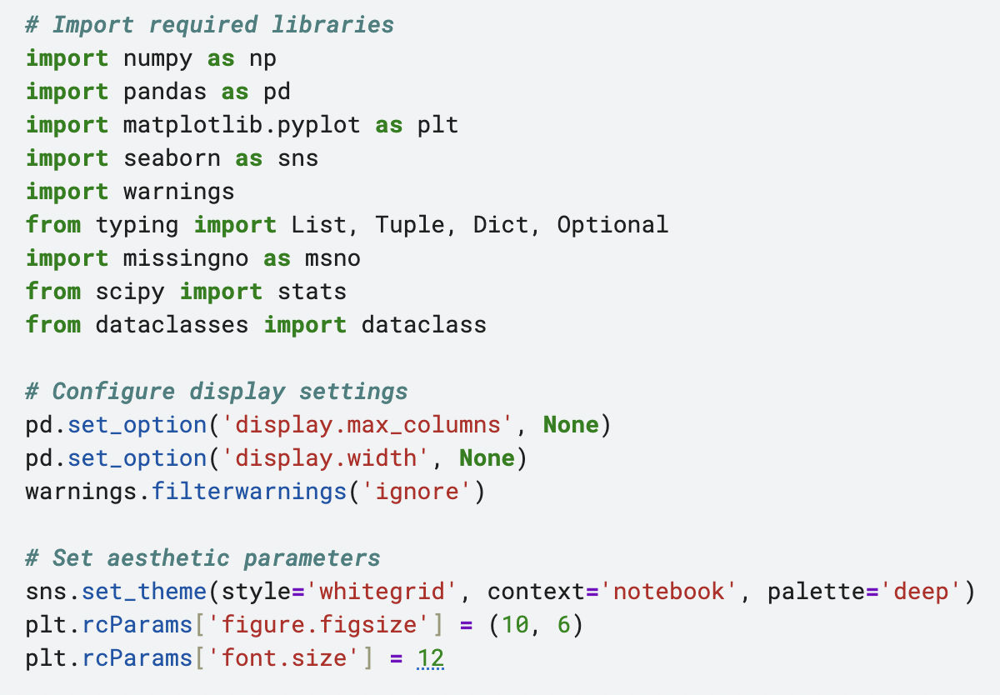 # Import required libraries
import numpy as np
import pandas as pd
import matplotlib.pyplot as plt
import seaborn as sns
import warnings
from typing import List, Tuple, Dict, Optional
import missingno as msno
from scipy import stats
from dataclasses import dataclass
# Configure display settings
pd.set_option('display.max_columns', None)
pd.set_option('display.width', None)
warnings.filterwarnings('ignore')
# Set aesthetic parameters
sns.set_theme(style='whitegrid', context='notebook', palette='deep')
plt.rcParams['figure.figsize'] = (10, 6)
plt.rcParams['font.size'] = 12